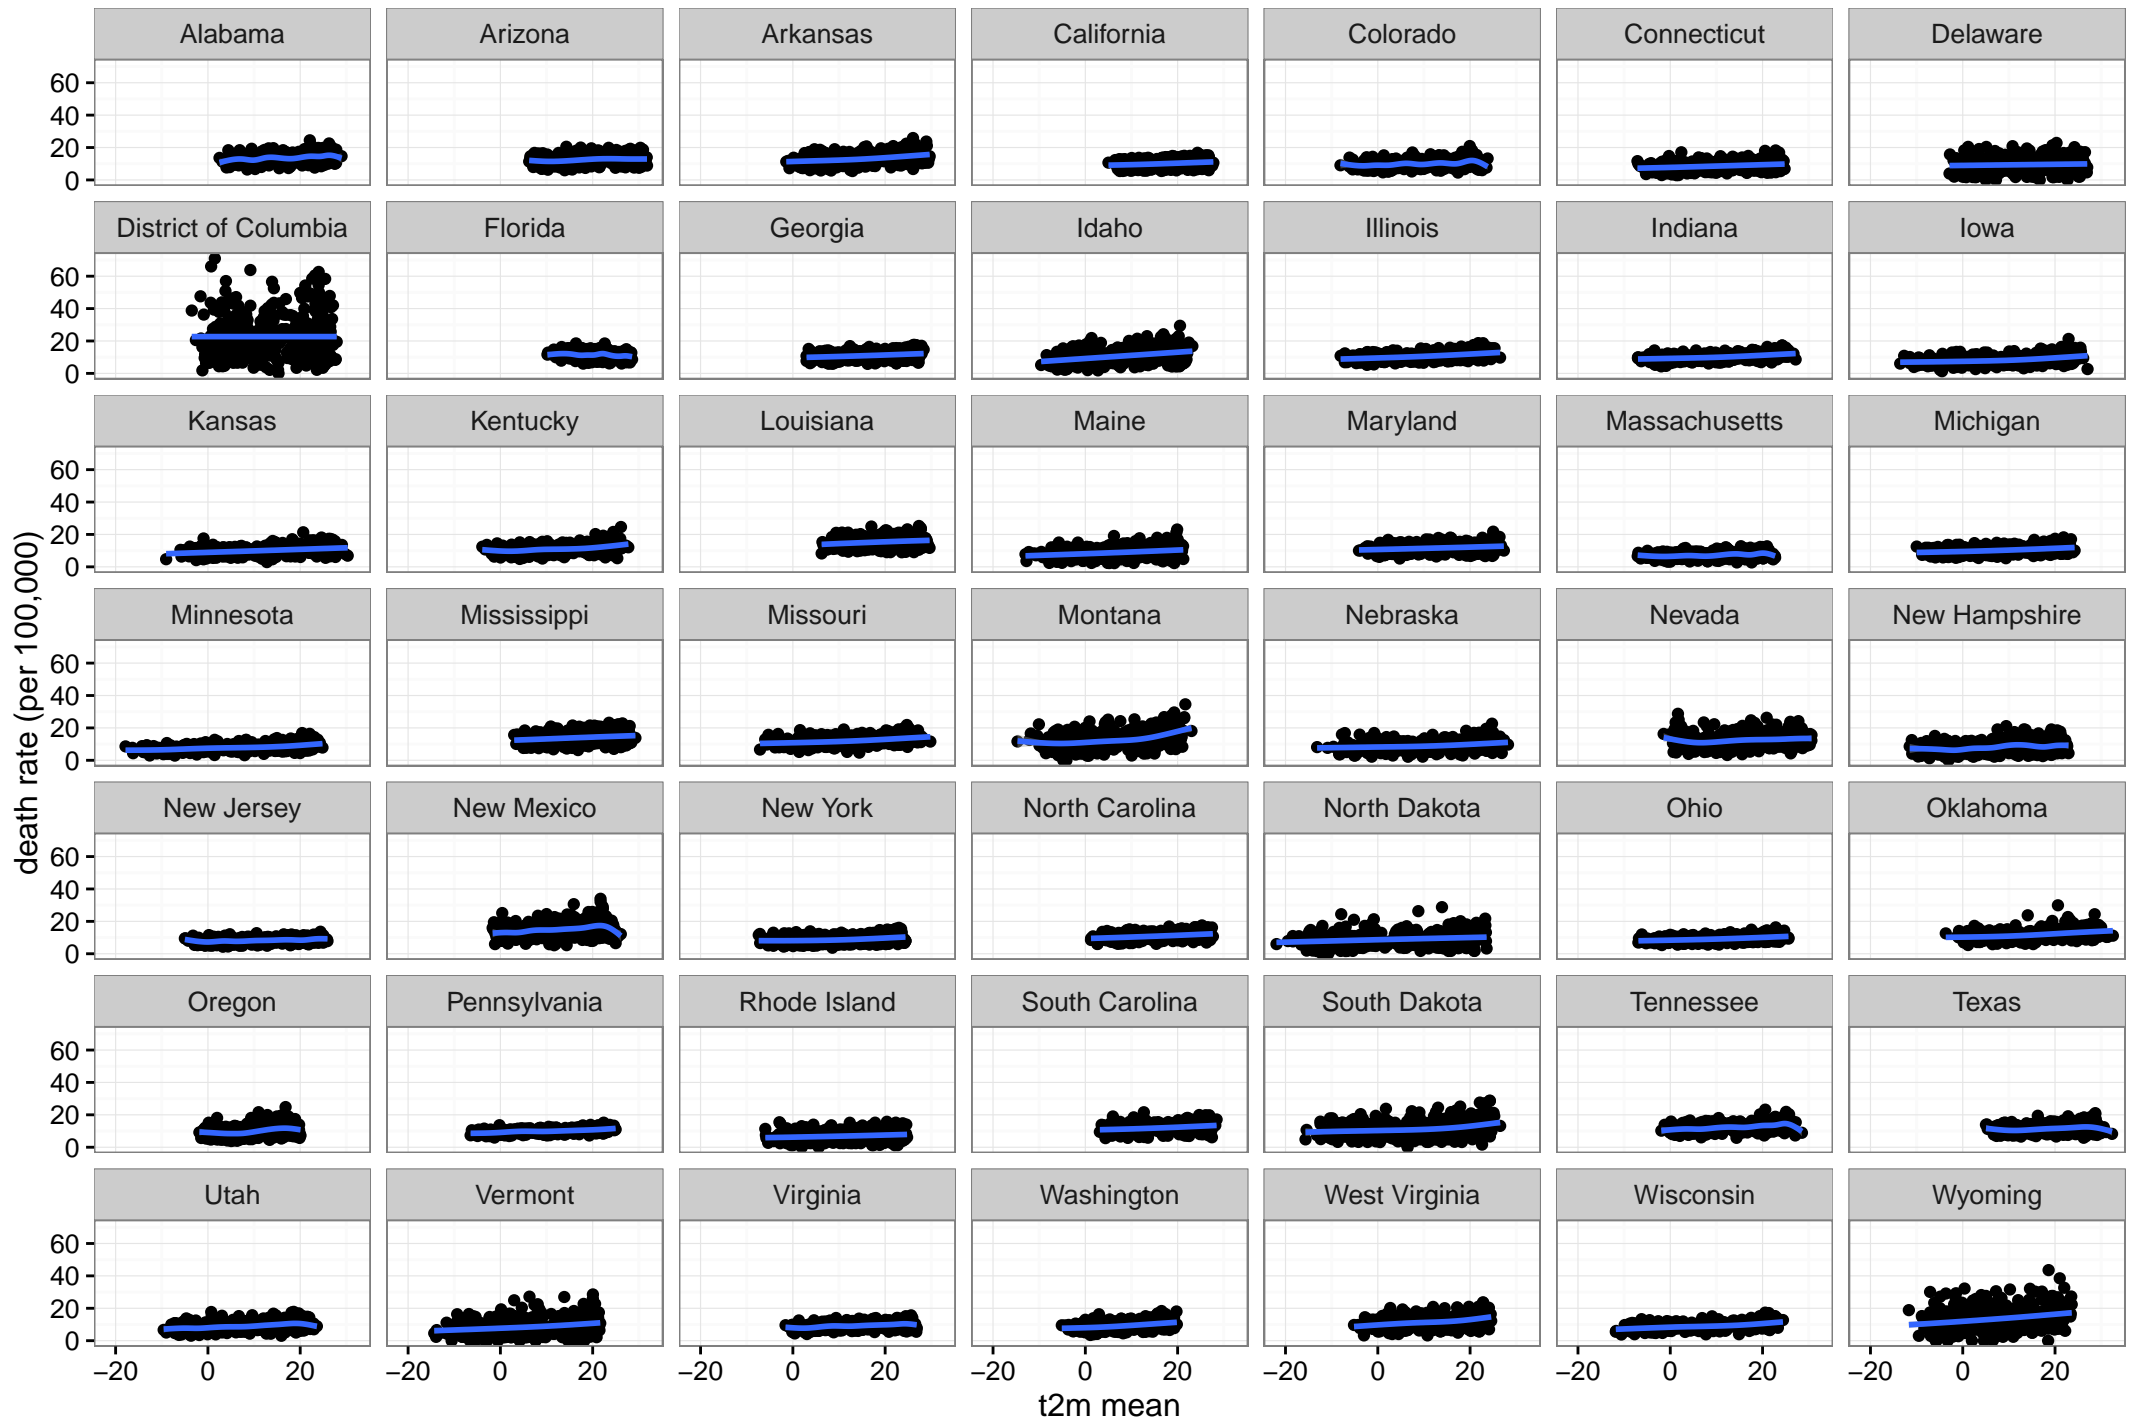 Alabama Arizona Arkansas California Colorado Connecticut Delaware
60
40
20
0
District of Columbia Florida Georgia Idaho Illinois Indiana Iowa
60
40
20
0
Kansas Kentucky Louisiana Maine Maryland Massachusetts Michigan
60
40
20
0
death rate (per 100,000)
Minnesota Mississippi Missouri Montana Nebraska Nevada New Hampshire
60
40
20
0
New Jersey New Mexico New York North Carolina North Dakota Ohio Oklahoma
60
40
20
0
Oregon Pennsylvania Rhode Island South Carolina South Dakota Tennessee Texas
60
40
20
0
Utah Vermont Virginia Washington West Virginia Wisconsin Wyoming
60
40
20
0
−20 0 20 −20 0 20 −20 0 20 −20 0 20 −20 0 20 −20 0 20 −20 0 20
t2m mean